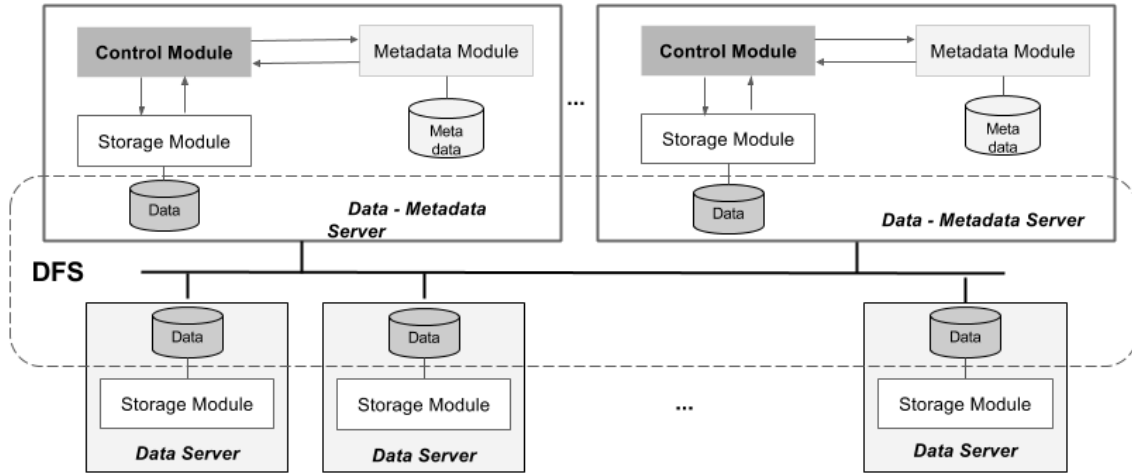 Control Module
Metadata Module
Storage Module
Meta
data
Data
Data - Metadata
Server
...
Control Module
Metadata Module
Storage Module
Meta
data
Data
Data - Metadata Server
DFS
Data
Storage Module
Data Server
Data
Storage Module
Data Server
...
Data
Storage Module
Data Server